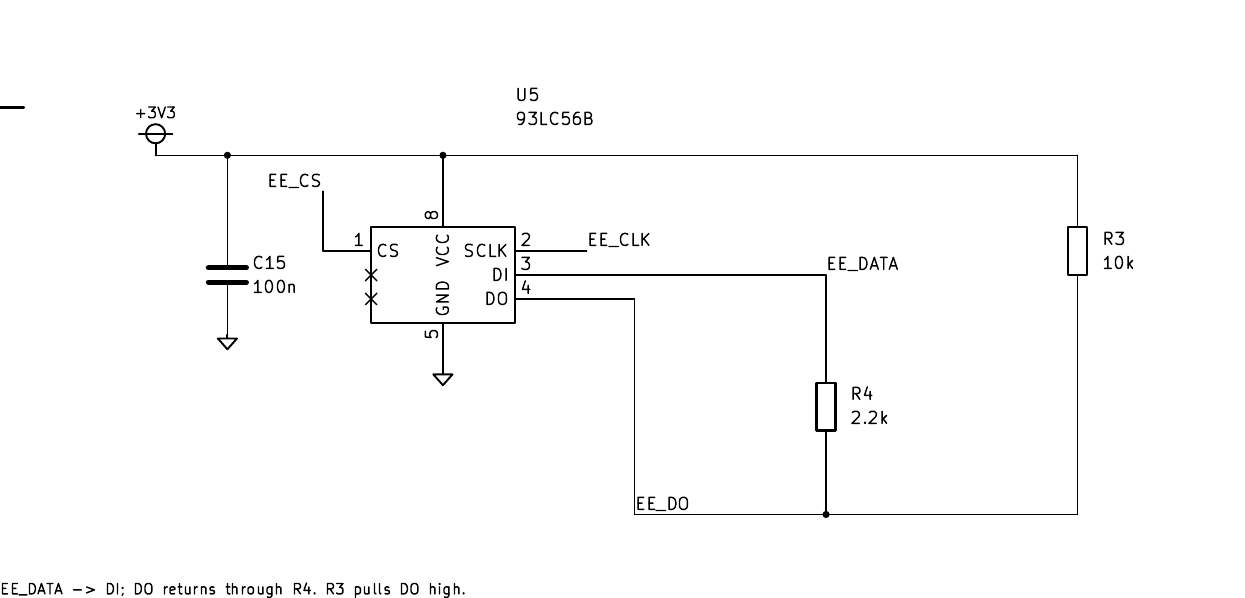 U5
93LC56B
+3V3
EE_CS
8
1
CS
VCC
SCLK
2
EE_CLK
R3
10k
C15
100n
DI
3
EE_DATA
GND
DO
4
5
R4
2.2k
EE_DO
EE_DATA -> DI; DO returns through R4. R3 pulls DO high.